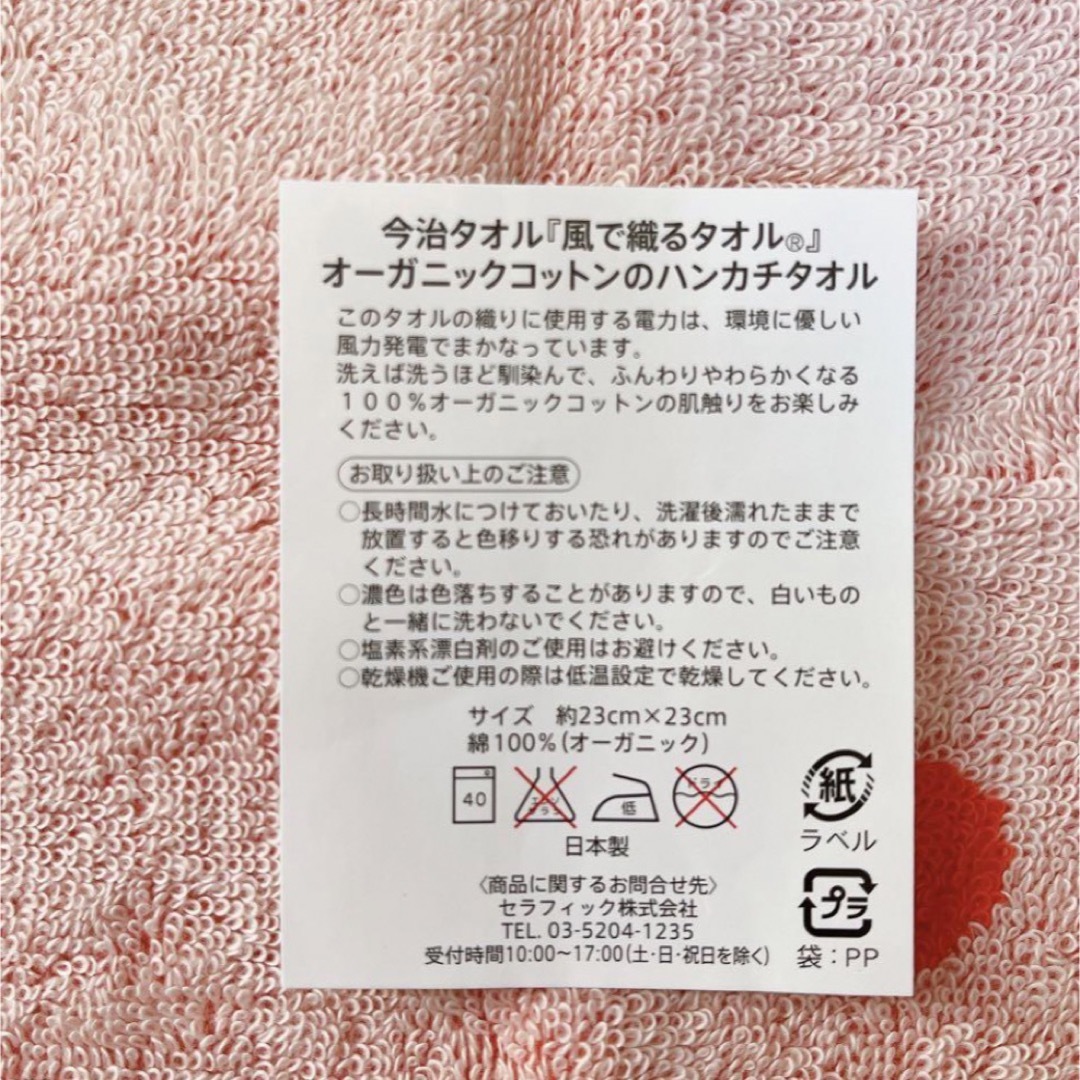 今治タオル『風で織るタオル®』
オーガニックコットンのハンカチタオル
このタオルの織りに使用する電力は、環境に優しい
風力発電でまかなっています。
洗えば洗うほど馴染んで、ふんわりやわらかくなる
１００％オーガニックコットンの肌触りをお楽しみ
ください。
お取り扱い上のご注意
○長時間水につけておいたり、洗濯後濡れたままで
放置すると色移りする恐れがありますのでご注意
ください。
○濃色は色落ちすることがありますので、白いもの
と一緒に洗わないでください。
○塩素系漂白剤のご使用はお避けください。
○乾燥機ご使用の際は低温設定で乾燥してください。
サイズ　約23cm×23cm
綿100％(オーガニック)
40
エンソ
サラシ
低
ドライ
日本製
〈商品に関するお問合せ先〉
セラフィック株式会社
TEL. 03-5204-1235
受付時間10:00〜17:00(土・日・祝日を除く)
紙
ラベル
プラ
袋：PP